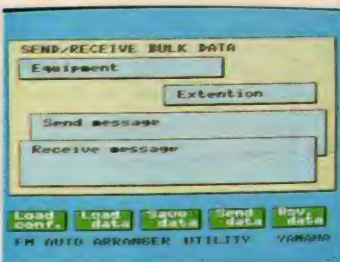 SEND/RECEIVE BULK DATA
Equipment
Extention
Send message
Receive message
Load conf. Load data Save data Send data Rsv. data
FM AUTO ARRANGER UTILITY YAMAHA